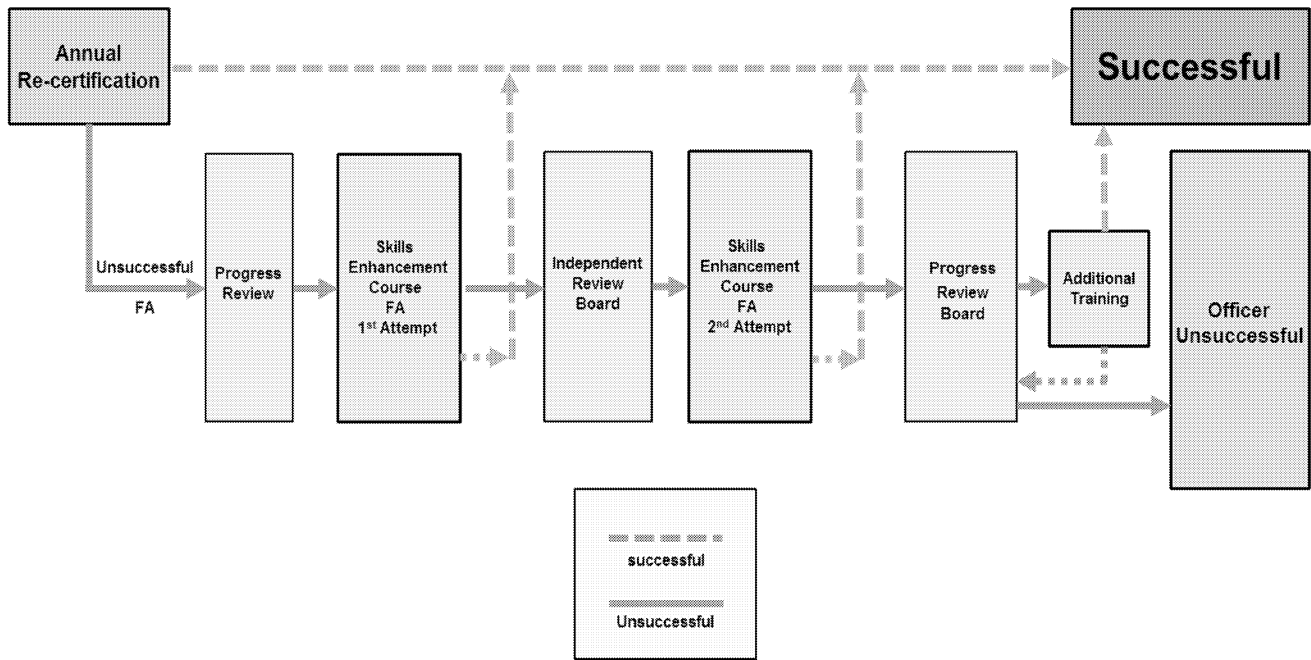 Annual
Re-certification
Successful
Unsuccessful
FA
Progress
Review
Skills
Enhancement
Course
FA
1st Attempt
Independent
Review
Board
Skills
Enhancement
Course
FA
2nd Attempt
Progress
Review
Board
Additional
Training
Officer
Unsuccessful
successful
Unsuccessful